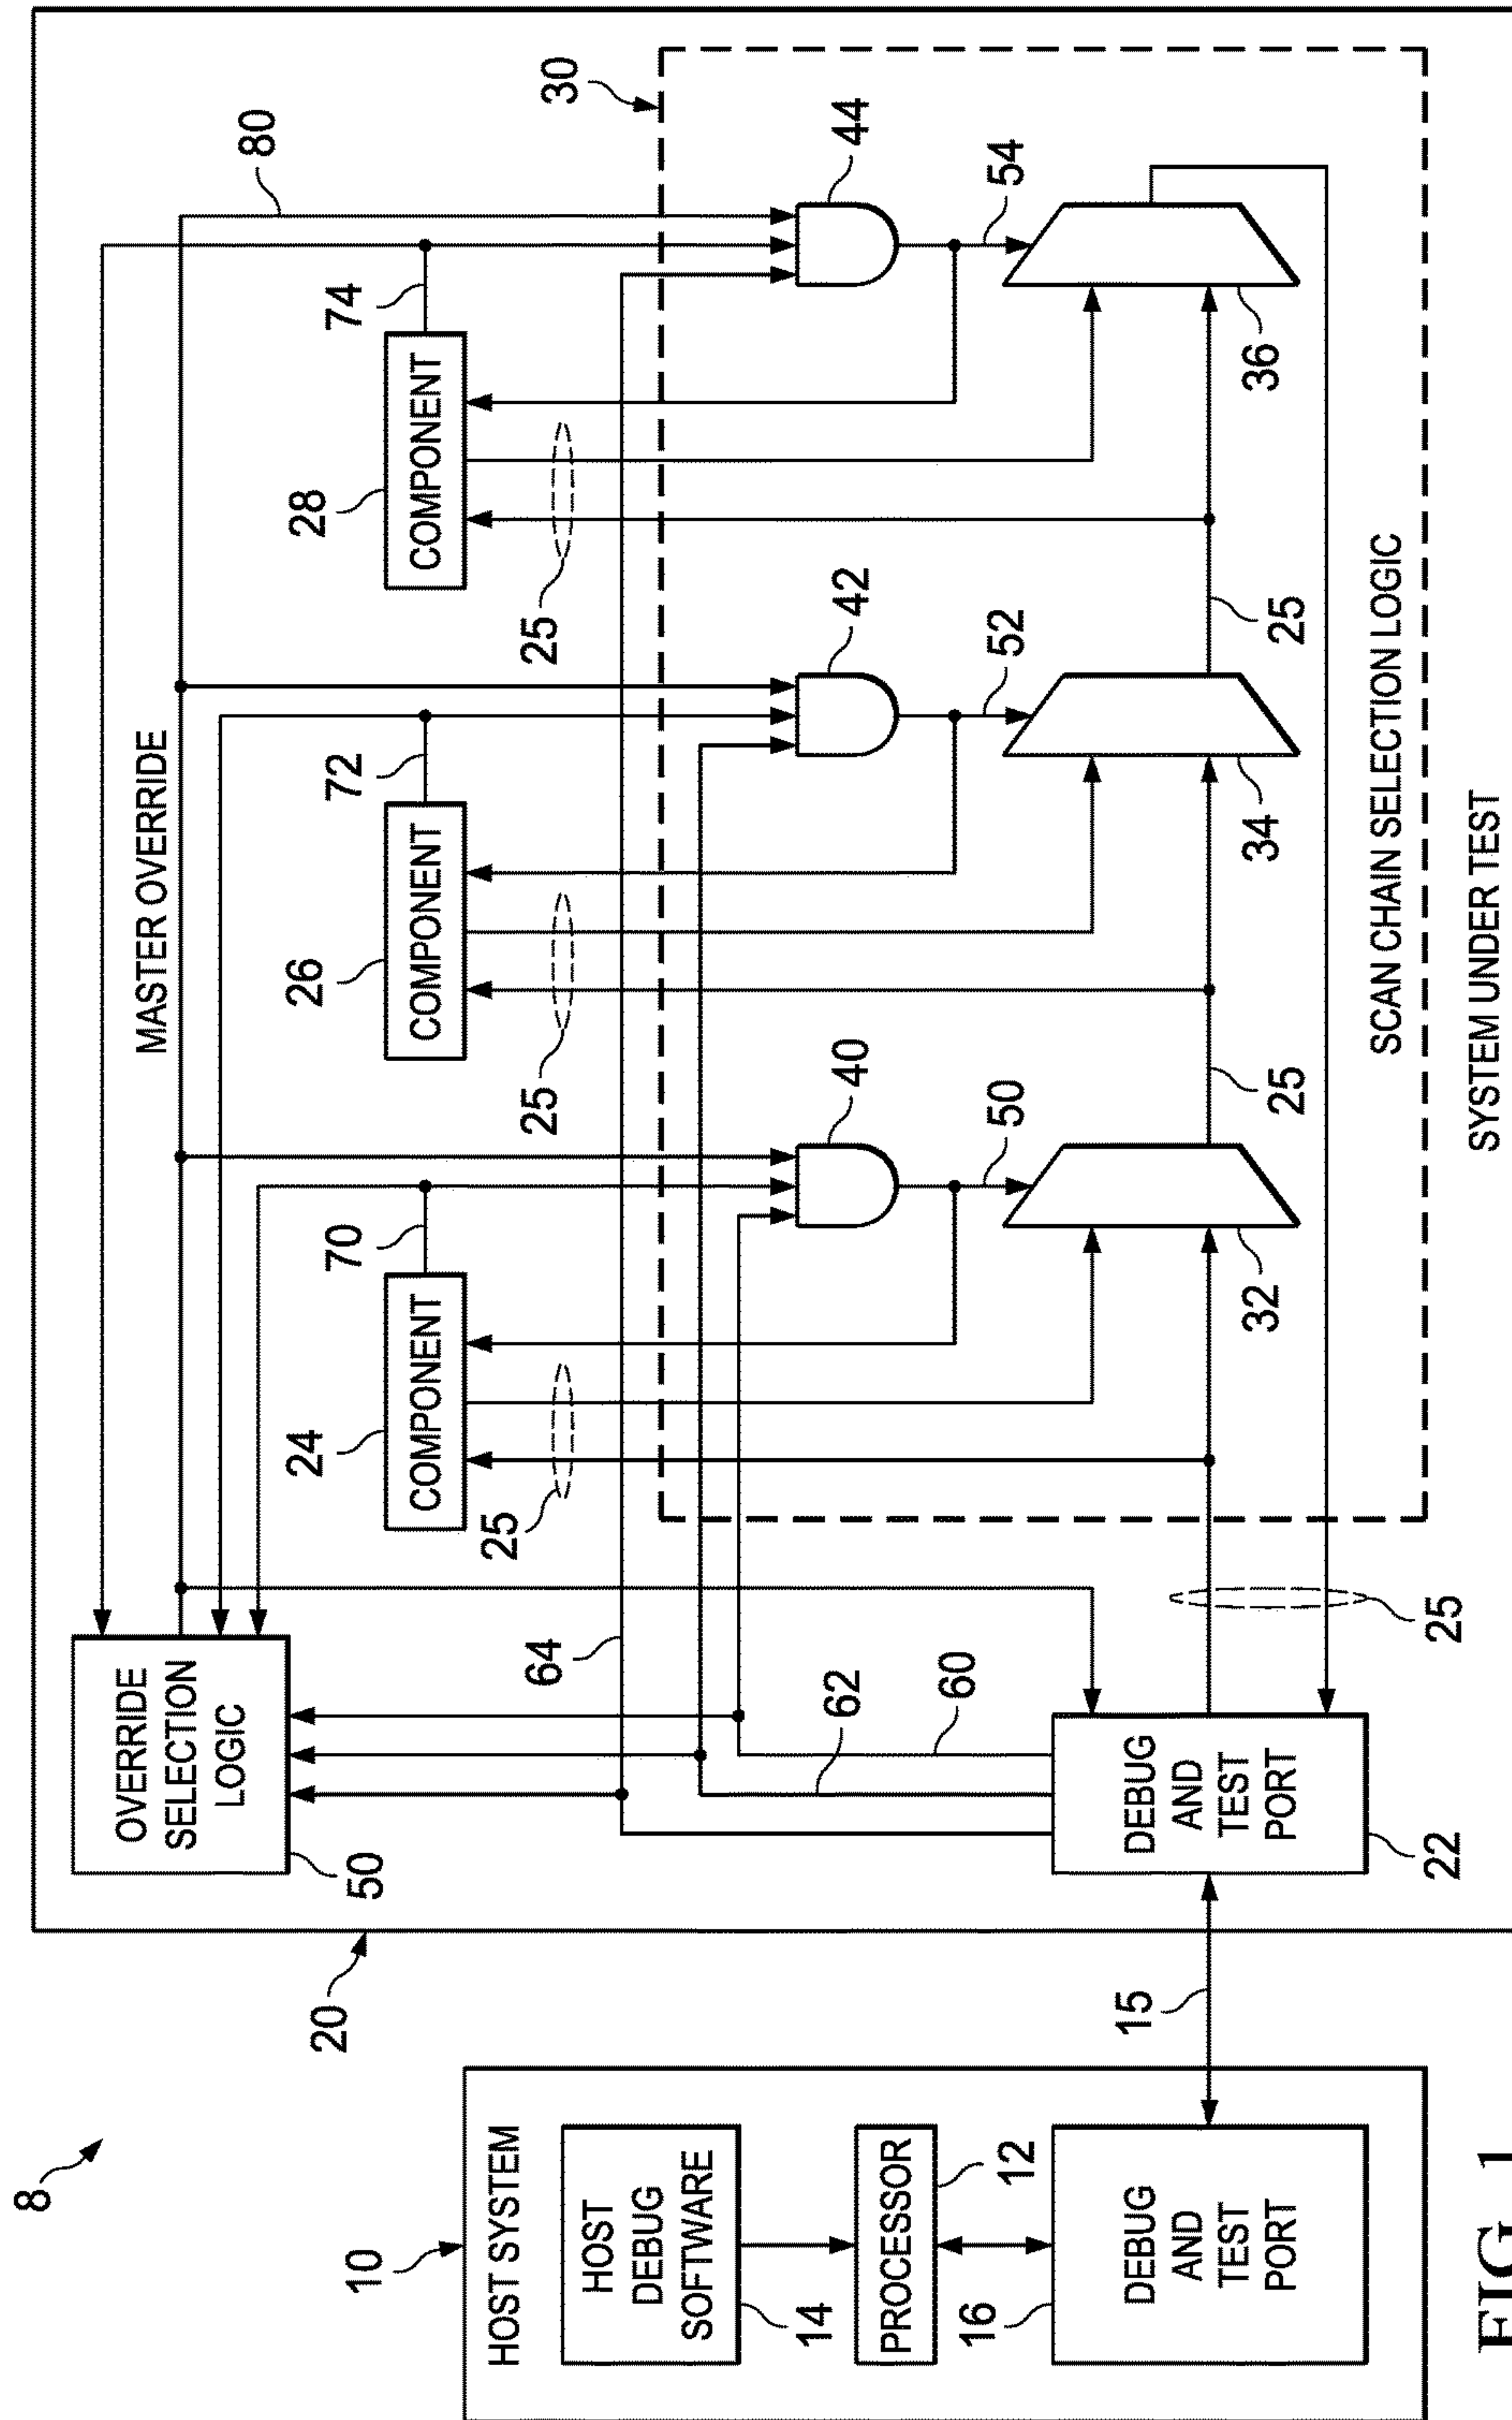 8
10
HOST SYSTEM
HOST
DEBUG
SOFTWARE
14
PROCESSOR
12
16
DEBUG
AND
TEST
PORT
15
20
OVERRIDE
SELECTION
LOGIC
50
MASTER OVERRIDE
80
64
62
60
DEBUG
AND
TEST
PORT
22
25
24
COMPONENT
70
25
26
COMPONENT
72
25
28
COMPONENT
74
25
30
40
50
32
25
42
52
34
25
44
54
36
SCAN CHAIN SELECTION LOGIC
SYSTEM UNDER TEST
FIG. 1